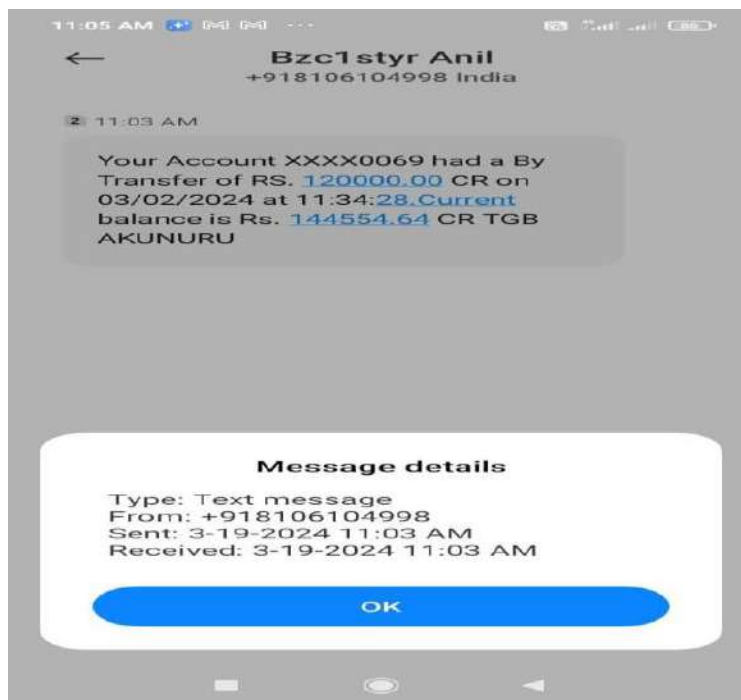 11:05 AM
Bzc1styr Anil
+918106104998 India
2 11:03 AM
Your Account XXXX0069 had a By
Transfer of RS. 120000.00 CR on
03/02/2024 at 11:34:28.Current
balance is Rs. 144554.64 CR TGB
AKUNURU
Message details
Type: Text message
From: +918106104998
Sent: 3-19-2024 11:03 AM
Received: 3-19-2024 11:03 AM
OK